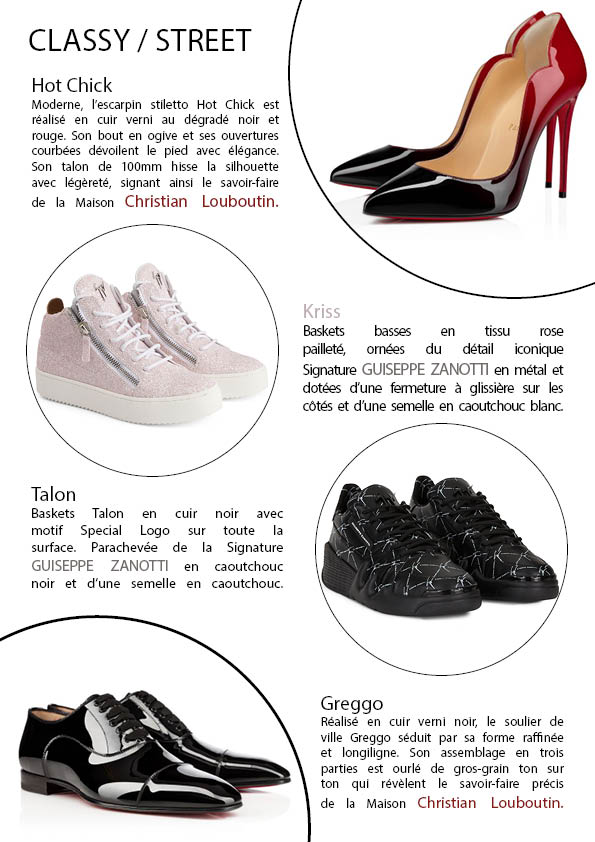 CLASSY / STREET
Hot Chick
Moderne, l'escarpin stiletto Hot Chick est
réalisé en cuir verni au dégradé noir et
rouge. Son bout en ogive et ses ouvertures
courbées dévoilent le pied avec élégance.
Son talon de 100mm hisse la silhouette
avec légèreté, signant ainsi le savoir-faire
de la Maison Christian Louboutin.
Kriss
Baskets basses en tissu rose
pailleté, ornées du détail iconique
Signature GUISEPPE ZANOTTI en métal et
dotées d'une fermeture à glissière sur les
côtés et d'une semelle en caoutchouc blanc.
Talon
Baskets Talon en cuir noir avec
motif Special Logo sur toute la
surface. Parachevée de la Signature
GUISEPPE ZANOTTI en caoutchouc
noir et d'une semelle en caoutchouc.
Greggo
Réalisé en cuir verni noir, le soulier de
ville Greggo séduit par sa forme raffinée
et longiligne. Son assemblage en trois
parties est ourlé de gros-grain ton sur
ton qui révèlent le savoir-faire précis
de la Maison Christian Louboutin.